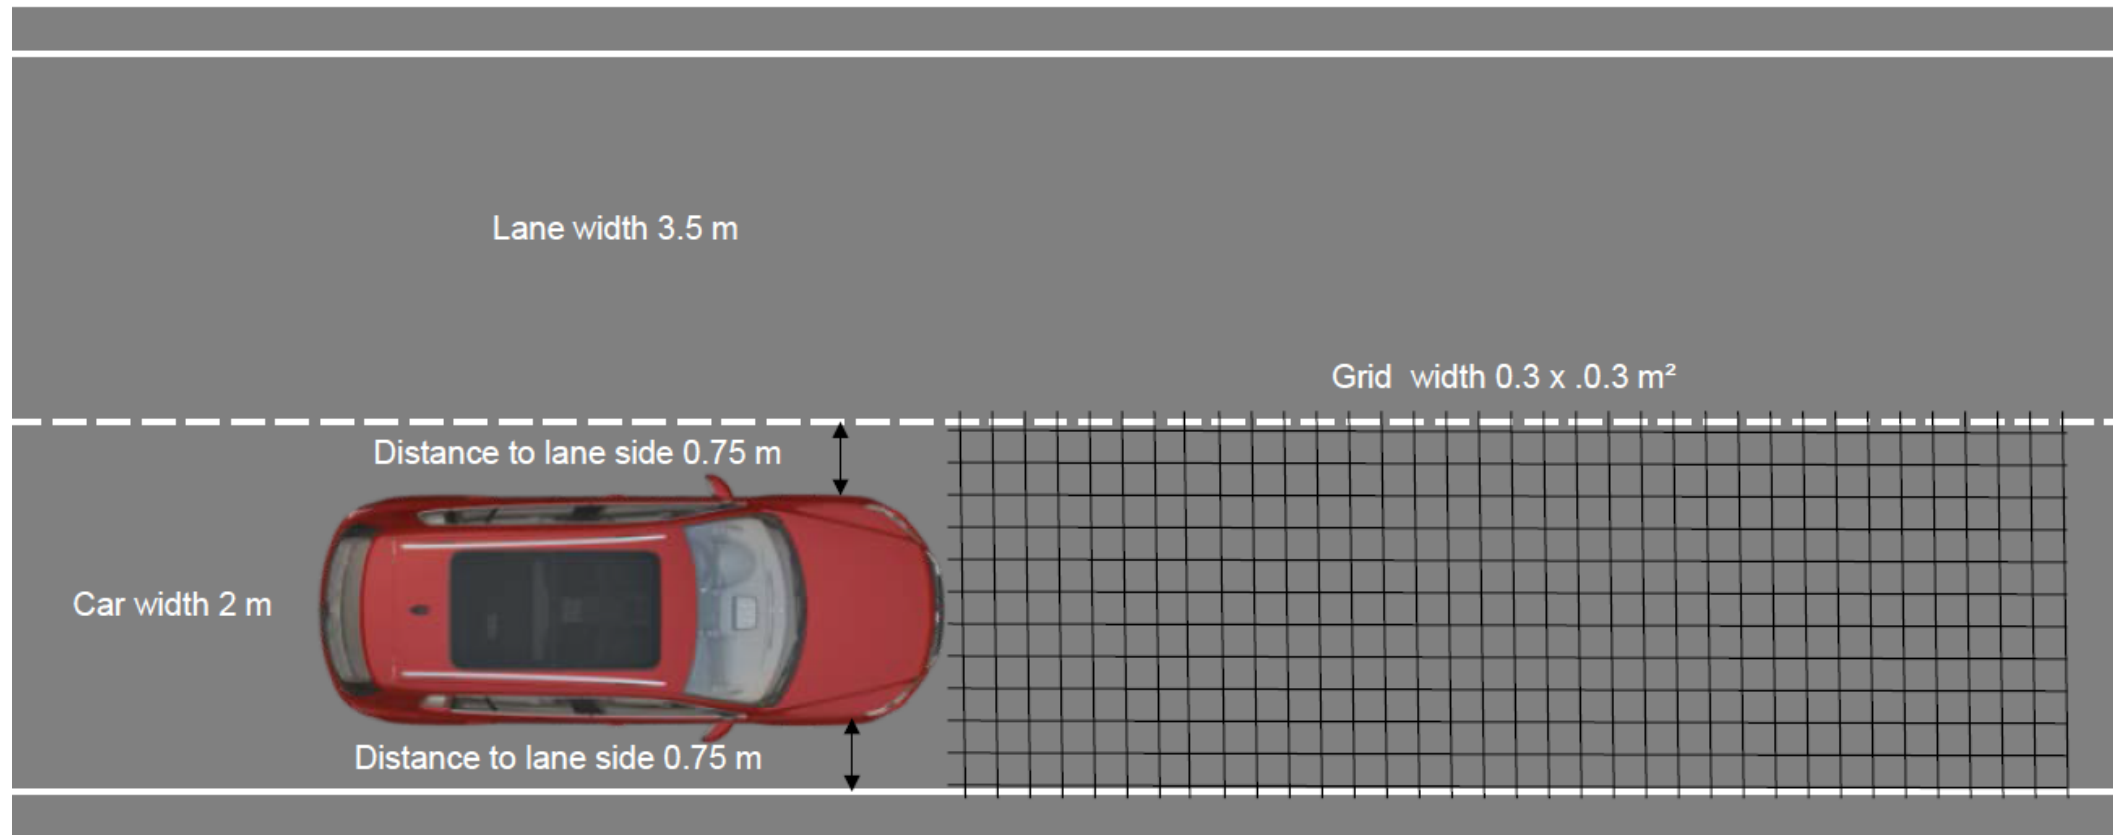 Lane width 3.5 m
Grid  width 0.3 x .0.3 m²
Distance to lane side 0.75 m
Car width 2 m
Distance to lane side 0.75 m